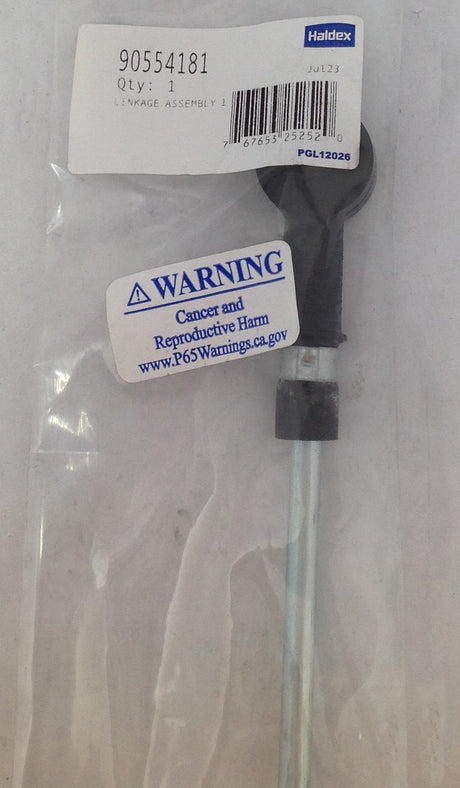 Haldex
90554181
Jul23
Qty: 1
LINKAGE ASSEMBLY 1
7 67653 25252 0
PGL12026
⚠WARNING
Cancer and
Reproductive Harm
www.P65Warnings.ca.gov